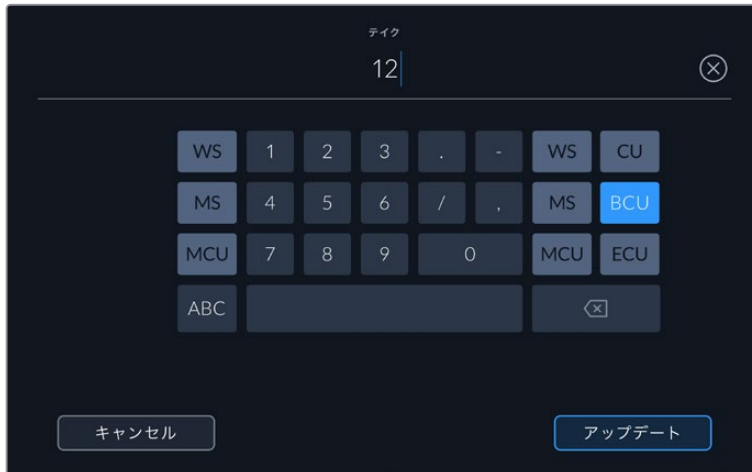 テイク
12
WS 1 2 3 . - WS CU
MS 4 5 6 / , MS BCU
MCU 7 8 9 0 MCU ECU
ABC
キャンセル アップデート